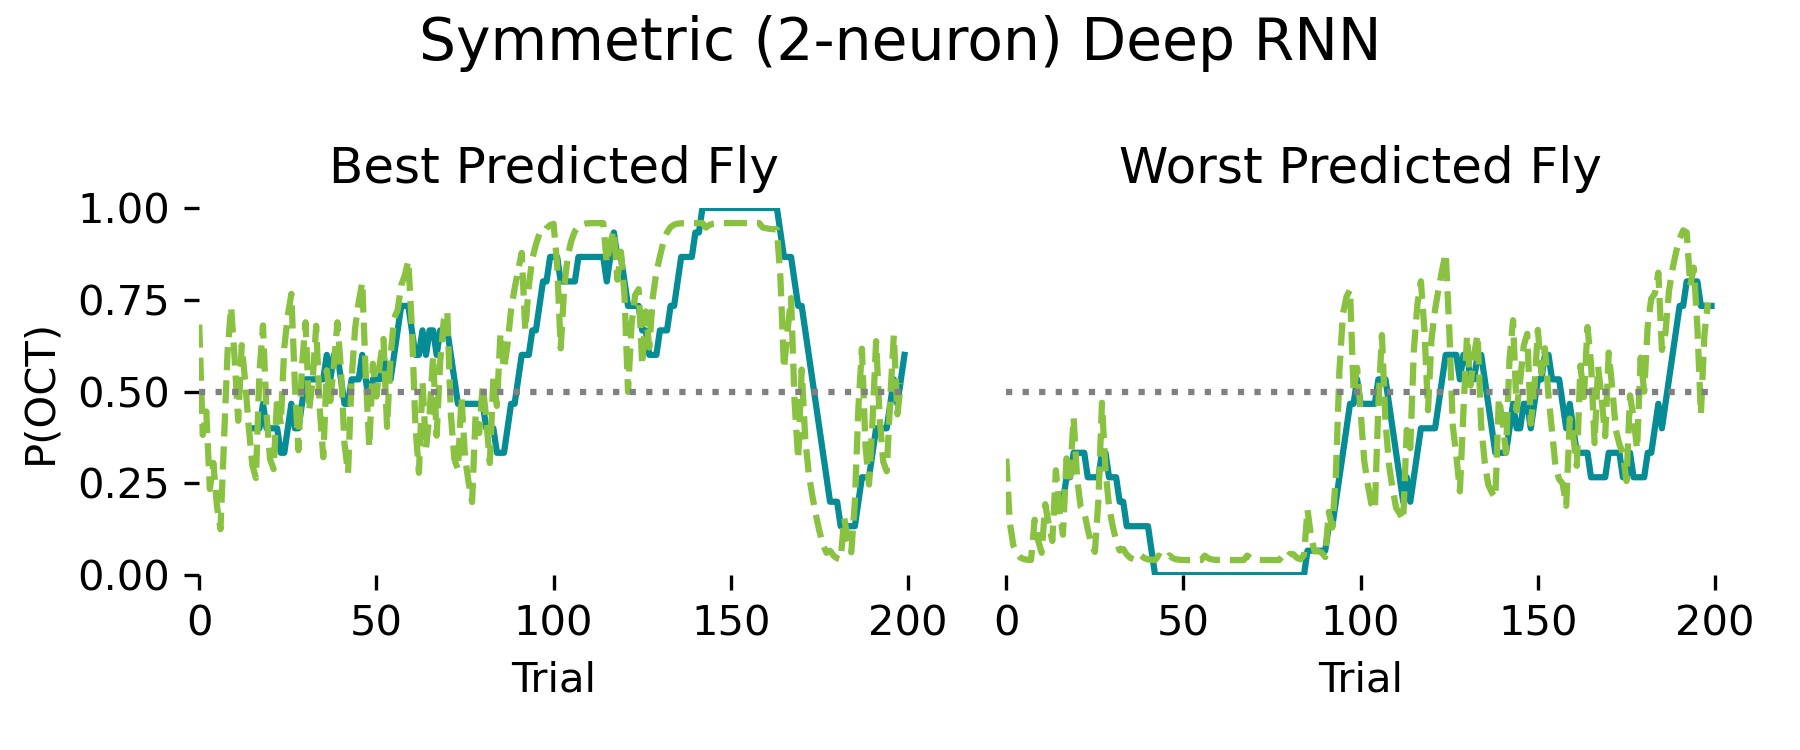 Symmetric (2-neuron) Deep RNN
Best Predicted Fly
Worst Predicted Fly
P(OCT)
1.00
0.75
0.50
0.25
0.00
0 50 100 150 200
0 50 100 150 200
Trial
Trial